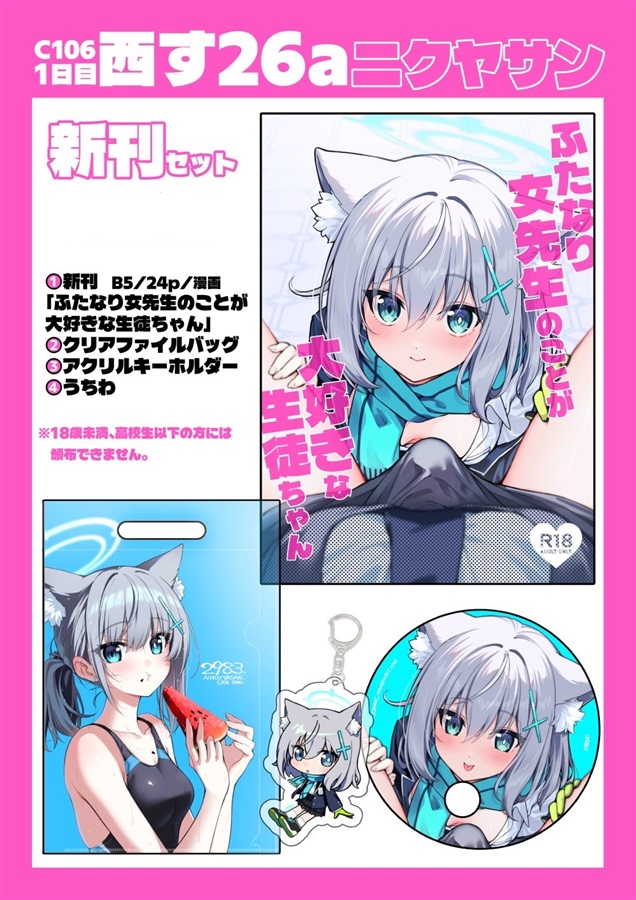 C106
1日目
西す26a
ニクヤサン
新刊セット
①新刊 B5/24p/漫画
「ふたなり女先生のことが
大好きな生徒ちゃん」
②クリアファイルバッグ
③アクリルキーホルダー
④うちわ
※18歳未満、高校生以下の方には
頒布できません。
ふたなり
女先生のことが
大好きな
生徒ちゃん
R18
ADULT ONLY
2983.
NIKUYASAN.